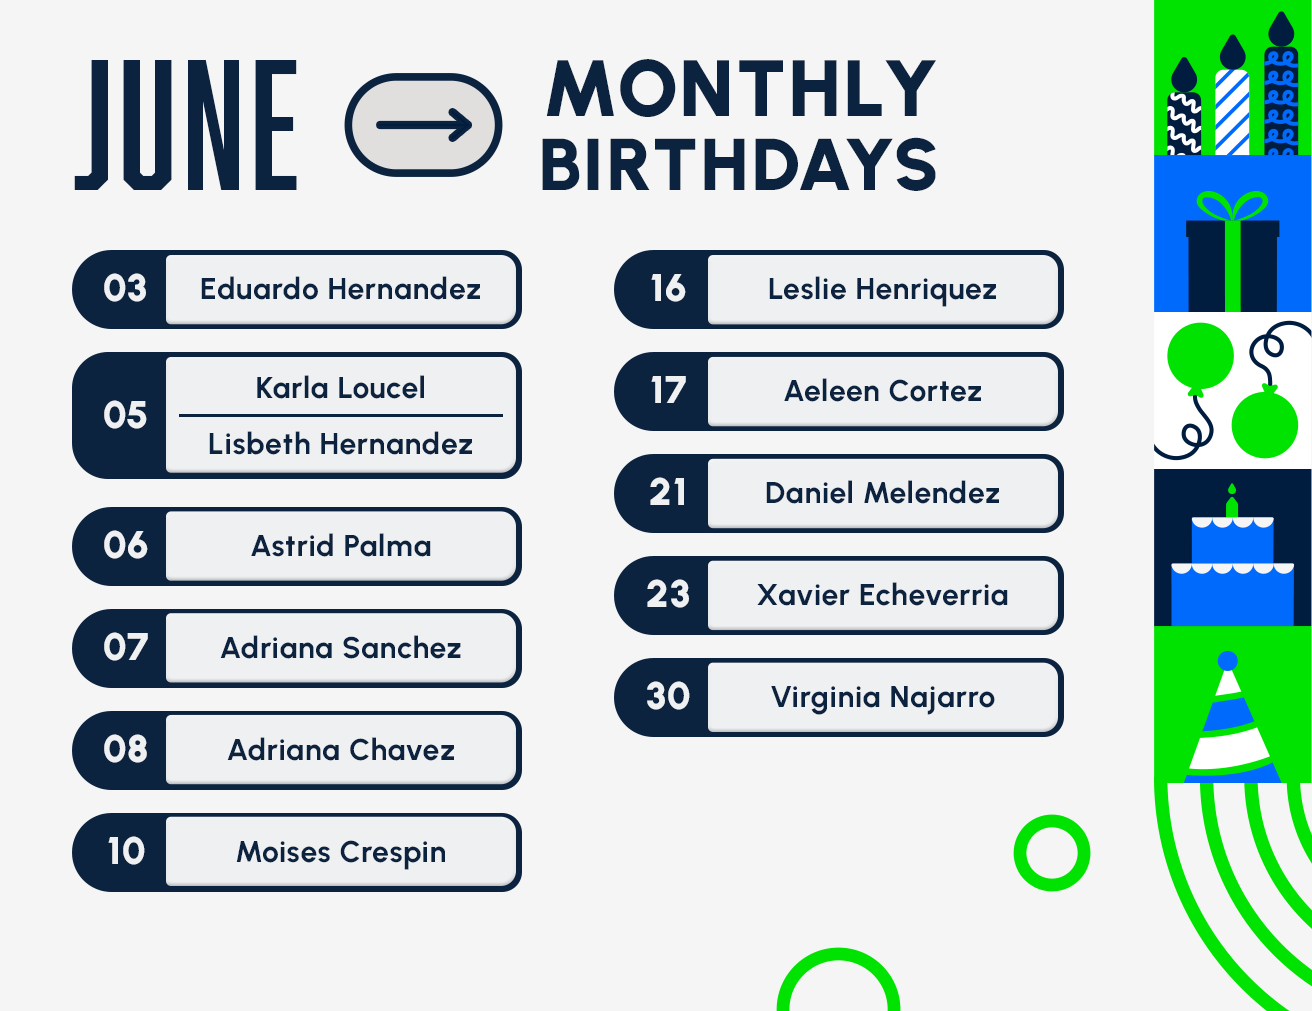 JUNE
MONTHLY
BIRTHDAYS
03 Eduardo Hernandez
05 Karla Loucel
Lisbeth Hernandez
06 Astrid Palma
07 Adriana Sanchez
08 Adriana Chavez
10 Moises Crespin
16 Leslie Henriquez
17 Aeleen Cortez
21 Daniel Melendez
23 Xavier Echeverria
30 Virginia Najarro